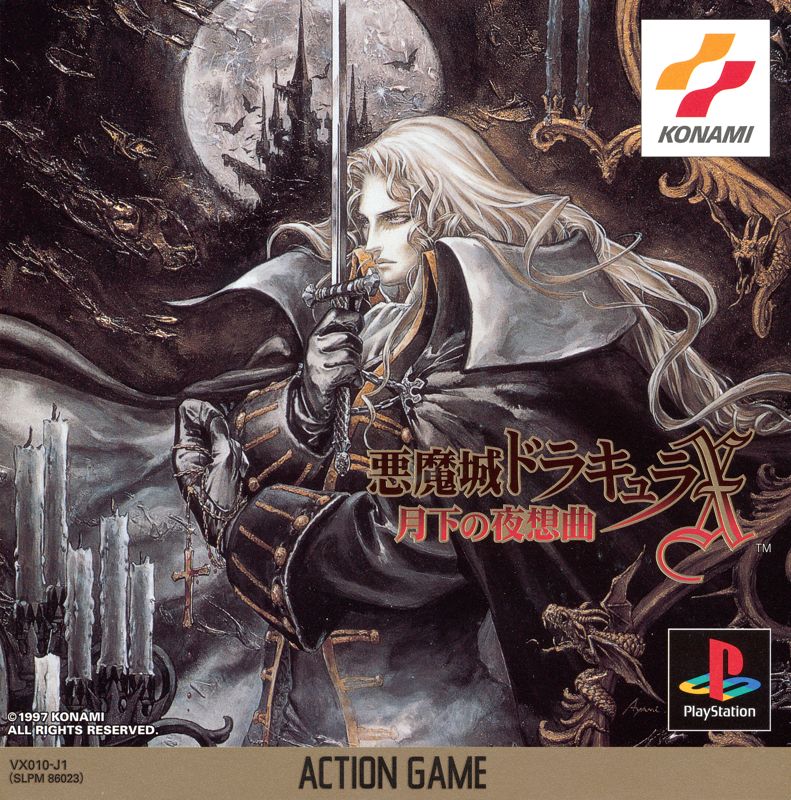 KONAMI
悪魔城ドラキュラX
月下の夜想曲
TM
Ayami
PlayStation
©1997 KONAMI
ALL RIGHTS RESERVED.
VX010-J1
(SLPM 86023)
ACTION GAME